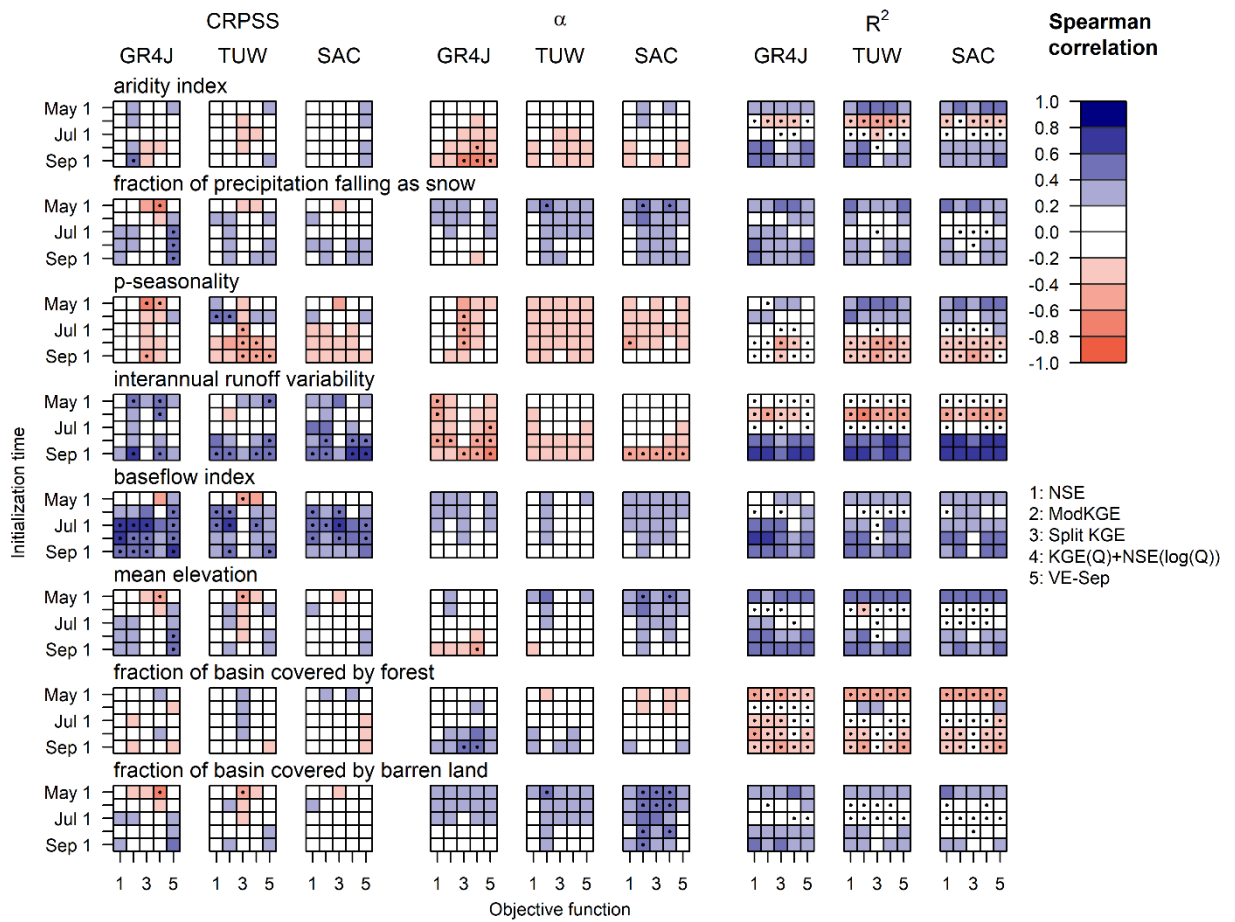 CRPSS α R² Spearman correlation
GR4J TUW SAC GR4J TUW SAC GR4J TUW SAC
aridity index
May 1
Jul 1
Sep 1
fraction of precipitation falling as snow
May 1
Jul 1
Sep 1
p-seasonality
May 1
Jul 1
Sep 1
interannual runoff variability
May 1
Jul 1
Sep 1
baseflow index
May 1
Jul 1
Sep 1
mean elevation
May 1
Jul 1
Sep 1
fraction of basin covered by forest
May 1
Jul 1
Sep 1
fraction of basin covered by barren land
May 1
Jul 1
Sep 1
1 3 5 1 3 5 1 3 5 1 3 5 1 3 5 1 3 5 1 3 5 1 3 5 1 3 5
Objective function
Initialization time
1.0
0.8
0.6
0.4
0.2
0.0
-0.2
-0.4
-0.6
-0.8
-1.0
1: NSE
2: ModKGE
3: Split KGE
4: KGE(Q)+NSE(log(Q))
5: VE-Sep